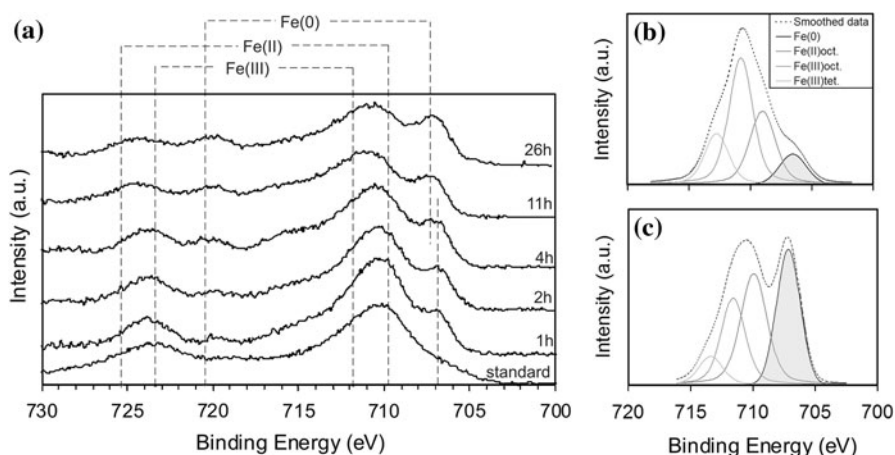 (a)
Fe(0)
Fe(II)
Fe(III)
26h
11h
4h
2h
1h
standard
Intensity (a.u.)
730 725 720 715 710 705 700
Binding Energy (eV)
(b)
Smoothed data
Fe(0)
Fe(II)oct.
Fe(III)oct.
Fe(III)tet.
Intensity (a.u.)
(c)
Intensity (a.u.)
720 715 710 705 700
Binding Energy (eV)